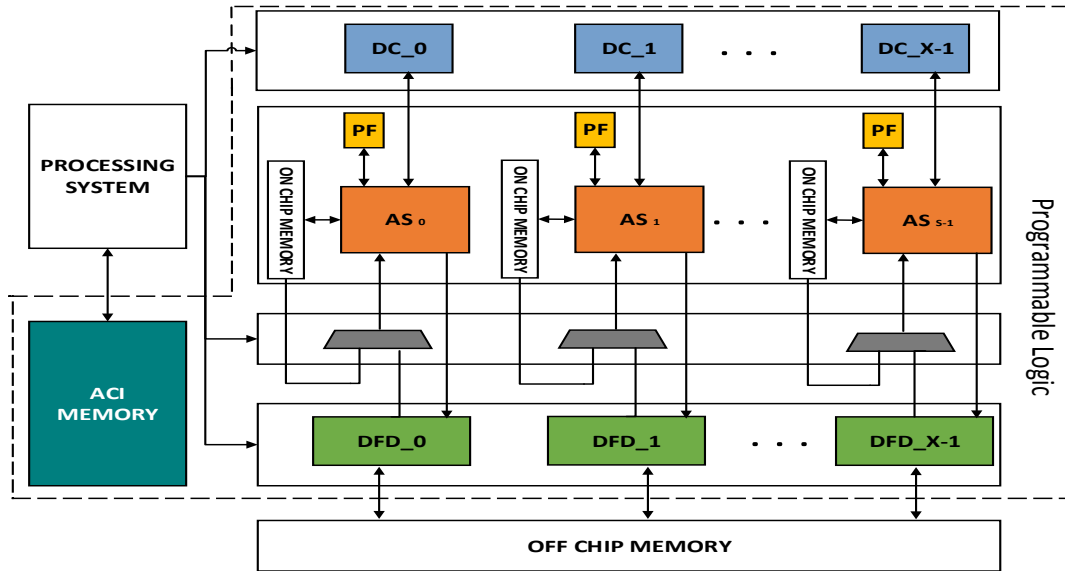 DC_0
DC_1
. . .
DC_X-1
PROCESSING
SYSTEM
PF
PF
PF
ON CHIP MEMORY
AS 0
ON CHIP MEMORY
AS 1
. . .
ON CHIP MEMORY
AS S-1
Programmable Logic
ACI
MEMORY
DFD_0
DFD_1
. . .
DFD_X-1
OFF CHIP MEMORY